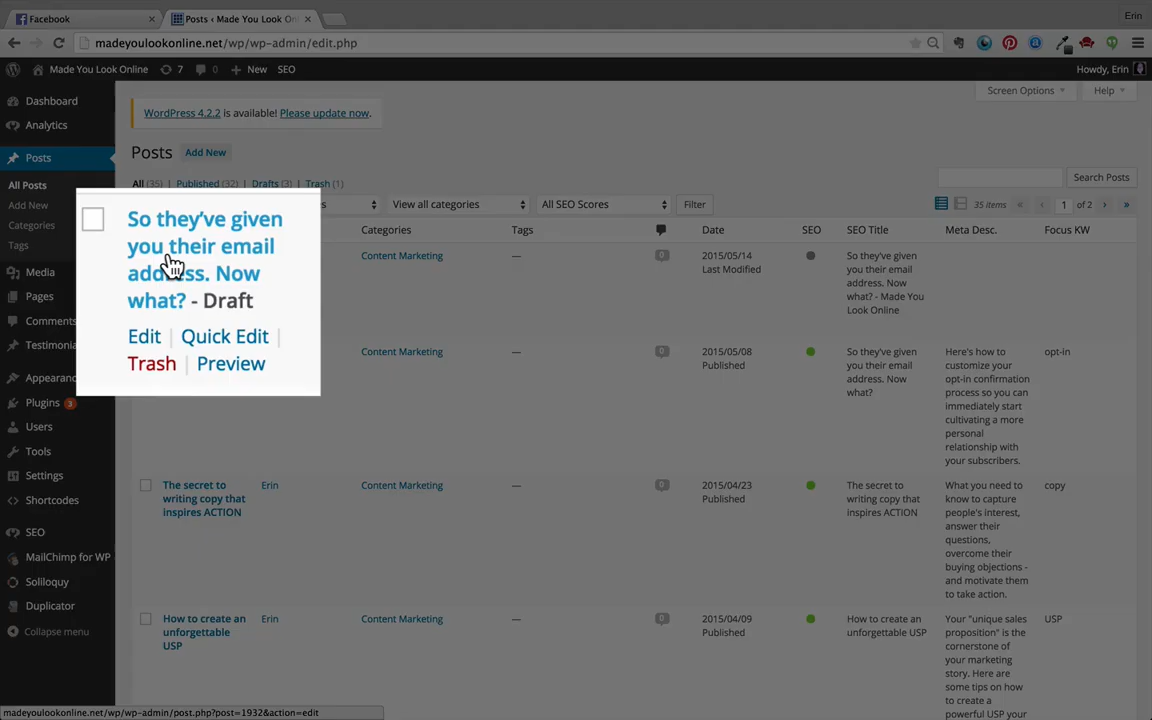 Facebook
Posts ‹ Made You Look Onl
Erin
madeyoulookonline.net/wp/wp-admin/edit.php
Made You Look Online
7
0
New
SEO
Howdy, Erin
Dashboard
Analytics
Posts
All Posts
Add New
Categories
Tags
Media
Pages
Comments
Testimonia
Appearanc
Plugins 3
Users
Tools
Settings
Shortcodes
SEO
MailChimp for WP
Soliloquy
Duplicator
Collapse menu
Screen Options
Help
WordPress 4.2.2 is available! Please update now.
Posts Add New
All (35) | Published (32) | Drafts (3) | Trash (1)
Search Posts
s
View all categories
All SEO Scores
Filter
35 items « ‹ 1 of 2 › »
Categories Tags Date SEO SEO Title Meta Desc. Focus KW
So they've given
you their email
address. Now
what? - Draft
Edit | Quick Edit |
Trash | Preview
Content Marketing
—
0
2015/05/14
Last Modified
So they've given
you their email
address. Now
what? - Made You
Look Online
Content Marketing
—
0
2015/05/08
Published
So they've given
you their email
address. Now
what?
Here's how to
customize your
opt-in confirmation
process so you can
immediately start
cultivating a more
personal
relationship with
your subscribers.
opt-in
The secret to
writing copy that
inspires ACTION
Erin
Content Marketing
—
0
2015/04/23
Published
The secret to
writing copy that
inspires ACTION
What you need to
know to capture
people's interest,
answer their
questions,
overcome their
buying objections -
and motivate them
to take action.
copy
How to create an
unforgettable
USP
Erin
Content Marketing
—
0
2015/04/09
Published
How to create an
unforgettable USP
Your "unique sales
proposition" is the
cornerstone of
your marketing
story. Here are
some tips on how
to create a
powerful USP your
USP
madeyoulookonline.net/wp/wp-admin/post.php?post=1932&action=edit